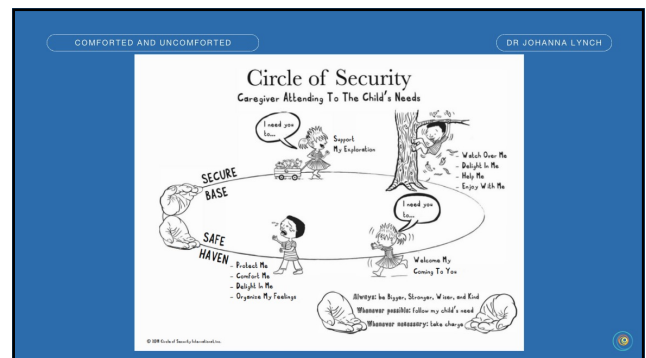 COMFORTED AND UNCOMFORTED
DR JOHANNA LYNCH
Circle of Security
Caregiver Attending To The Child's Needs
I need you
to...
Support
My Exploration
- Watch Over Me
- Delight In Me
- Help Me
- Enjoy With Me
SECURE
BASE
I need you
to...
SAFE
HAVEN
- Protect Me
- Comfort Me
- Delight In Me
- Organize My Feelings
Welcome My
Coming To You
Always: be Bigger, Stronger, Wiser, and Kind
Whenever possible: follow my child's need
Whenever necessary: take charge